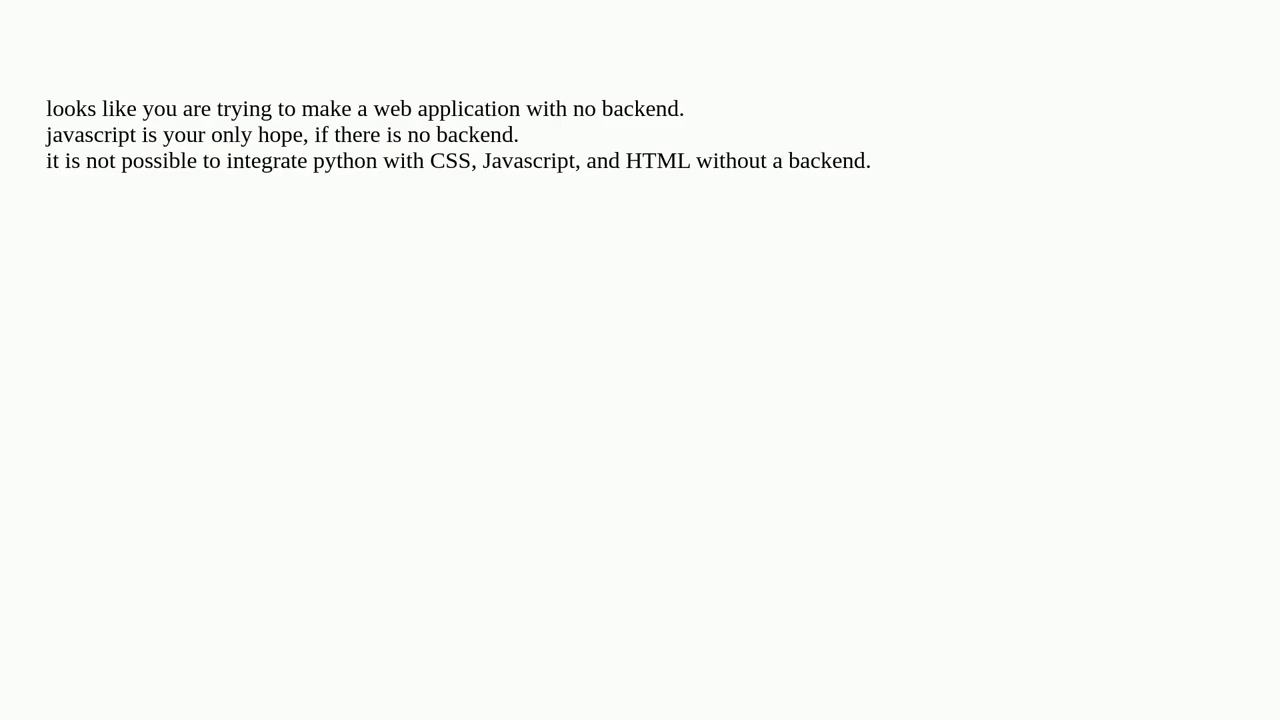 looks like you are trying to make a web application with no backend.
javascript is your only hope, if there is no backend.
it is not possible to integrate python with CSS, Javascript, and HTML without a backend.